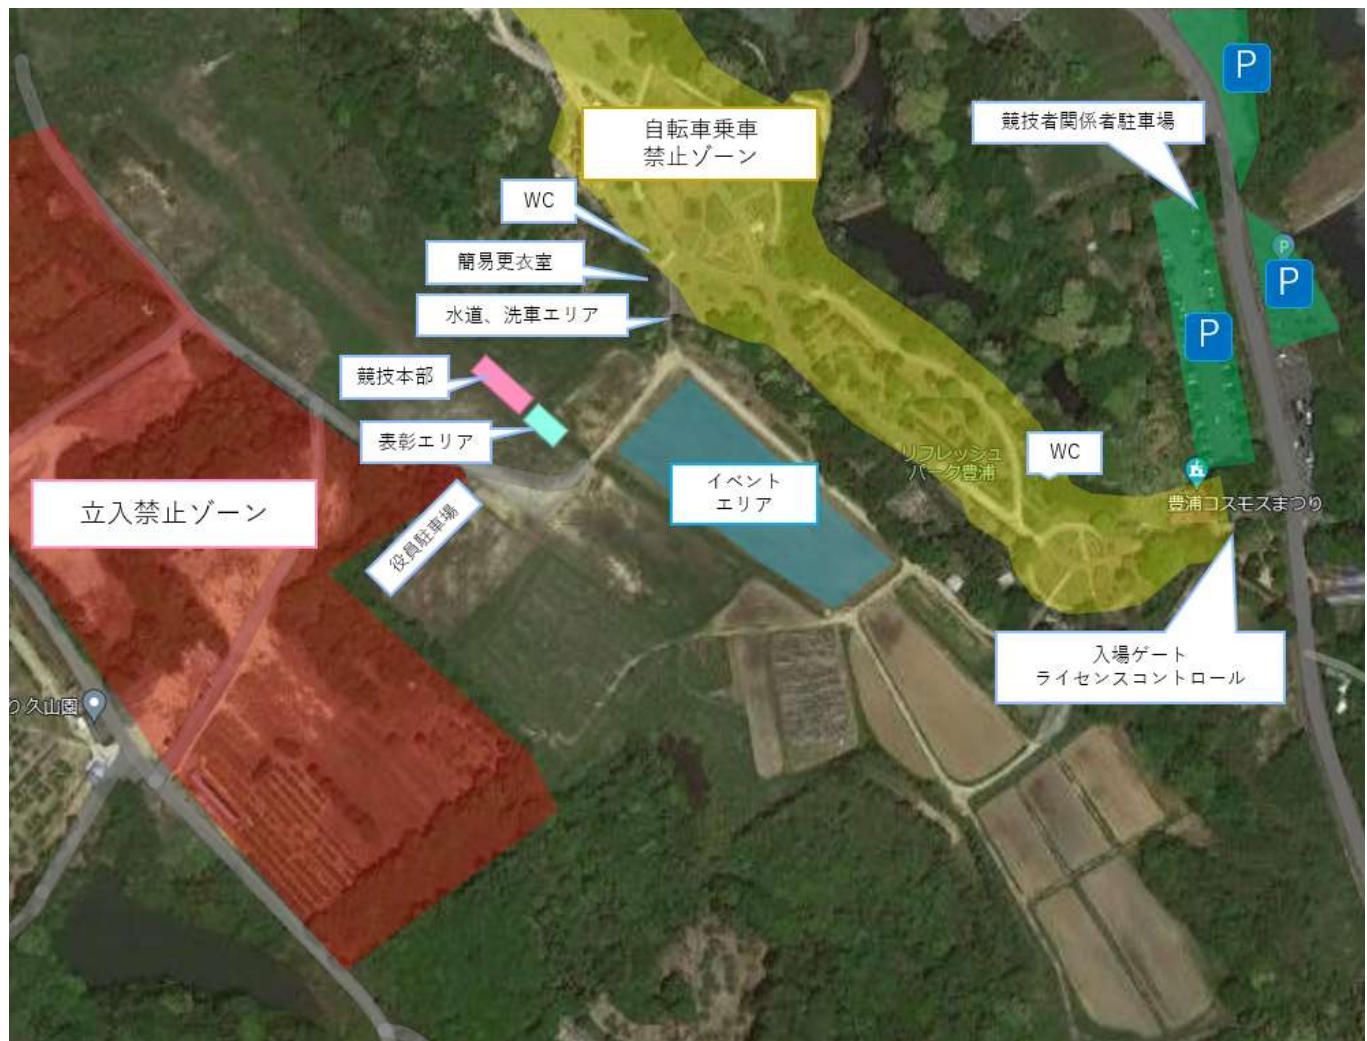 P
自転車乗車
禁止ゾーン
競技者関係者駐車場
WC
簡易更衣室
P
P
水道、洗車エリア
P
競技本部
表彰エリア
リフレッシュ
パーク豊浦
WC
イベント
エリア
豊浦コスモスまつり
立入禁止ゾーン
役員駐車場
入場ゲート
ライセンスコントロール
り久山園